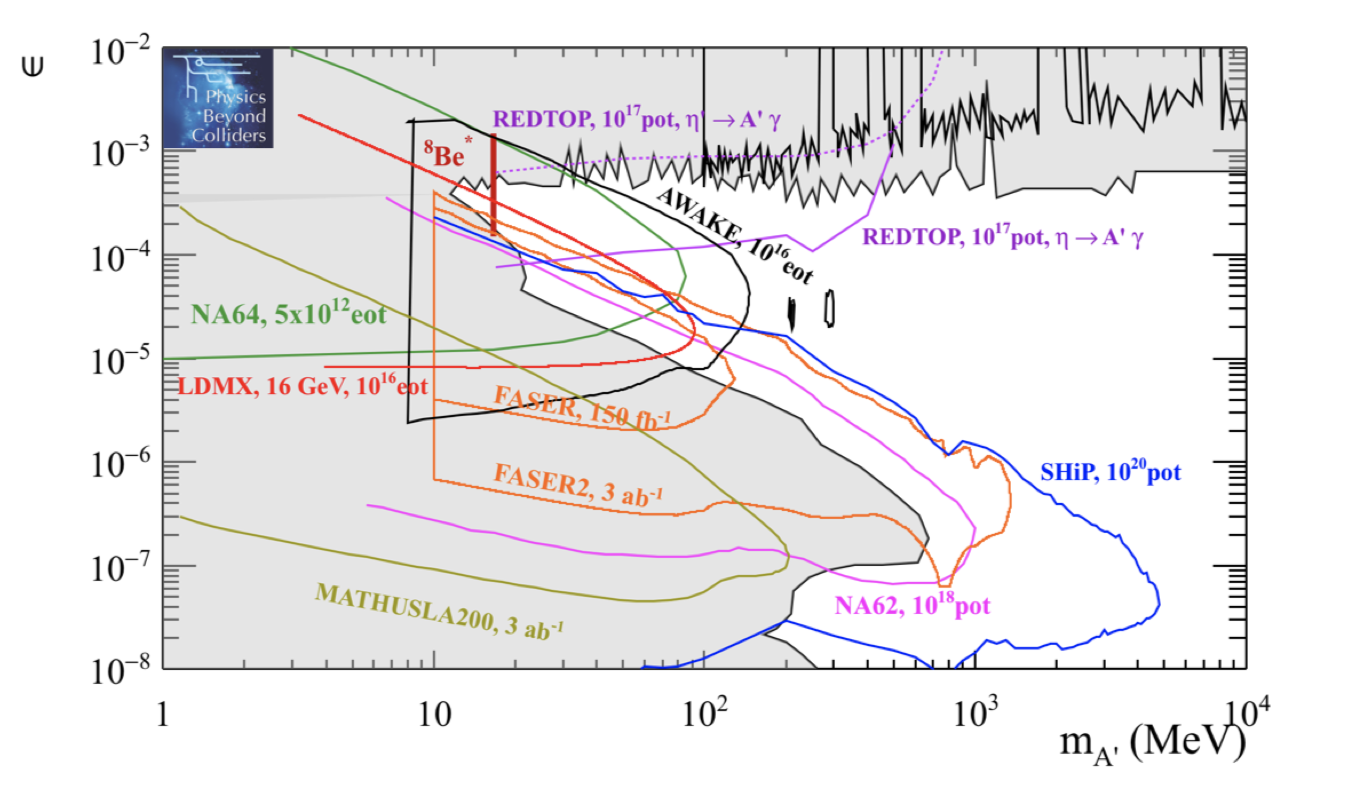 10⁻²
ϵ
Physics
Beyond
Colliders
REDTOP, 10¹⁷pot, η' → A' γ
10⁻³
⁸Be*
AWAKE, 10¹⁶eot
REDTOP, 10¹⁷pot, η → A' γ
10⁻⁴
NA64, 5x10¹²eot
10⁻⁵
LDMX, 16 GeV, 10¹⁶eot
FASER, 150 fb⁻¹
10⁻⁶
FASER2, 3 ab⁻¹
SHiP, 10²⁰pot
10⁻⁷
MATHUSLA200, 3 ab⁻¹
NA62, 10¹⁸pot
10⁻⁸
1 10 10² 10³ 10⁴
m_A' (MeV)